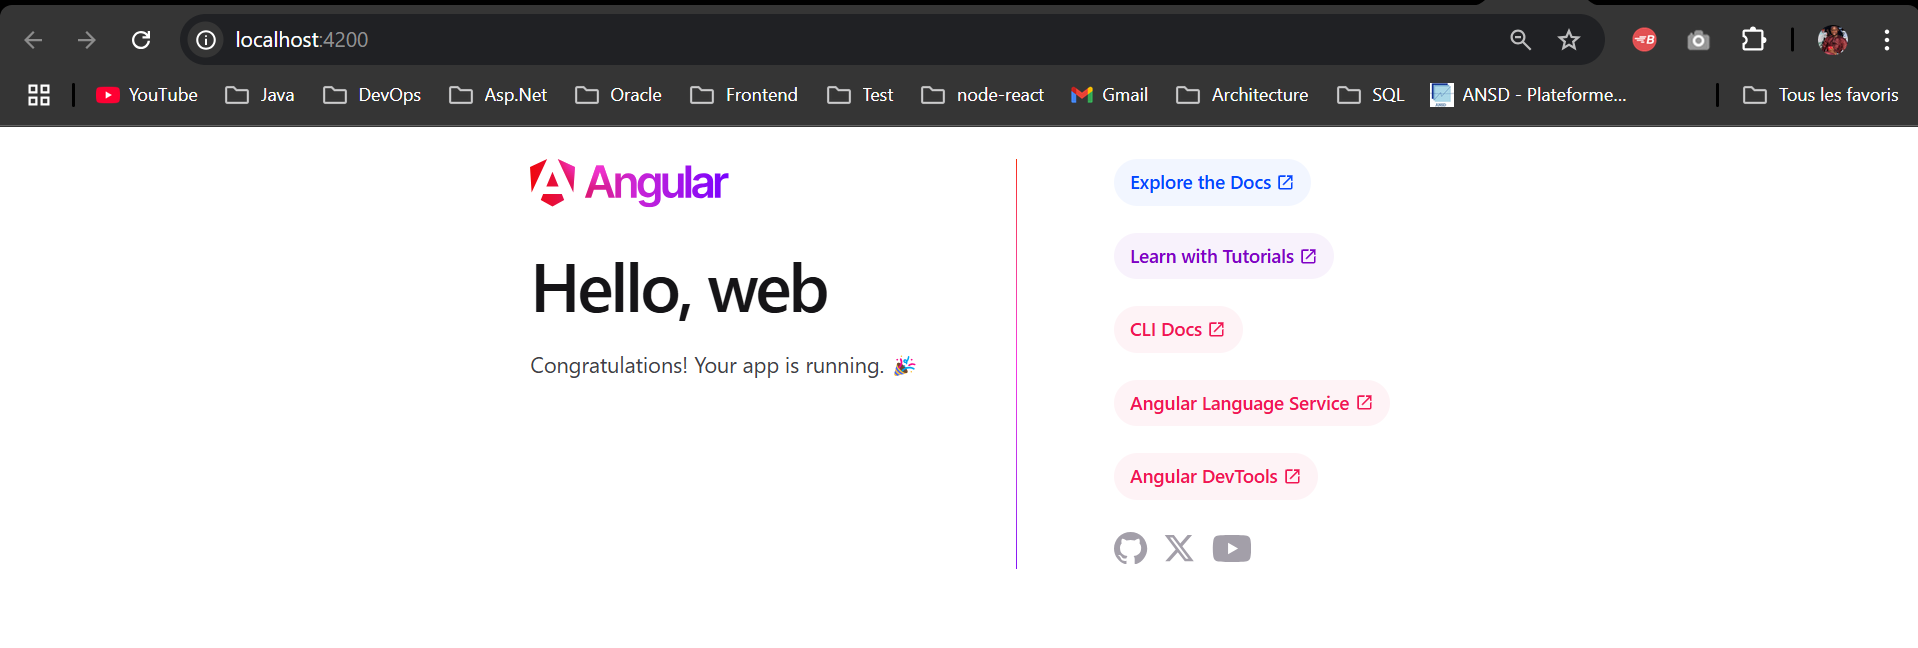 localhost:4200
YouTube Java DevOps Asp.Net Oracle Frontend Test node-react Gmail Architecture SQL ANSD - Plateforme... Tous les favoris
Angular
Hello, web
Congratulations! Your app is running. 🎉
Explore the Docs
Learn with Tutorials
CLI Docs
Angular Language Service
Angular DevTools